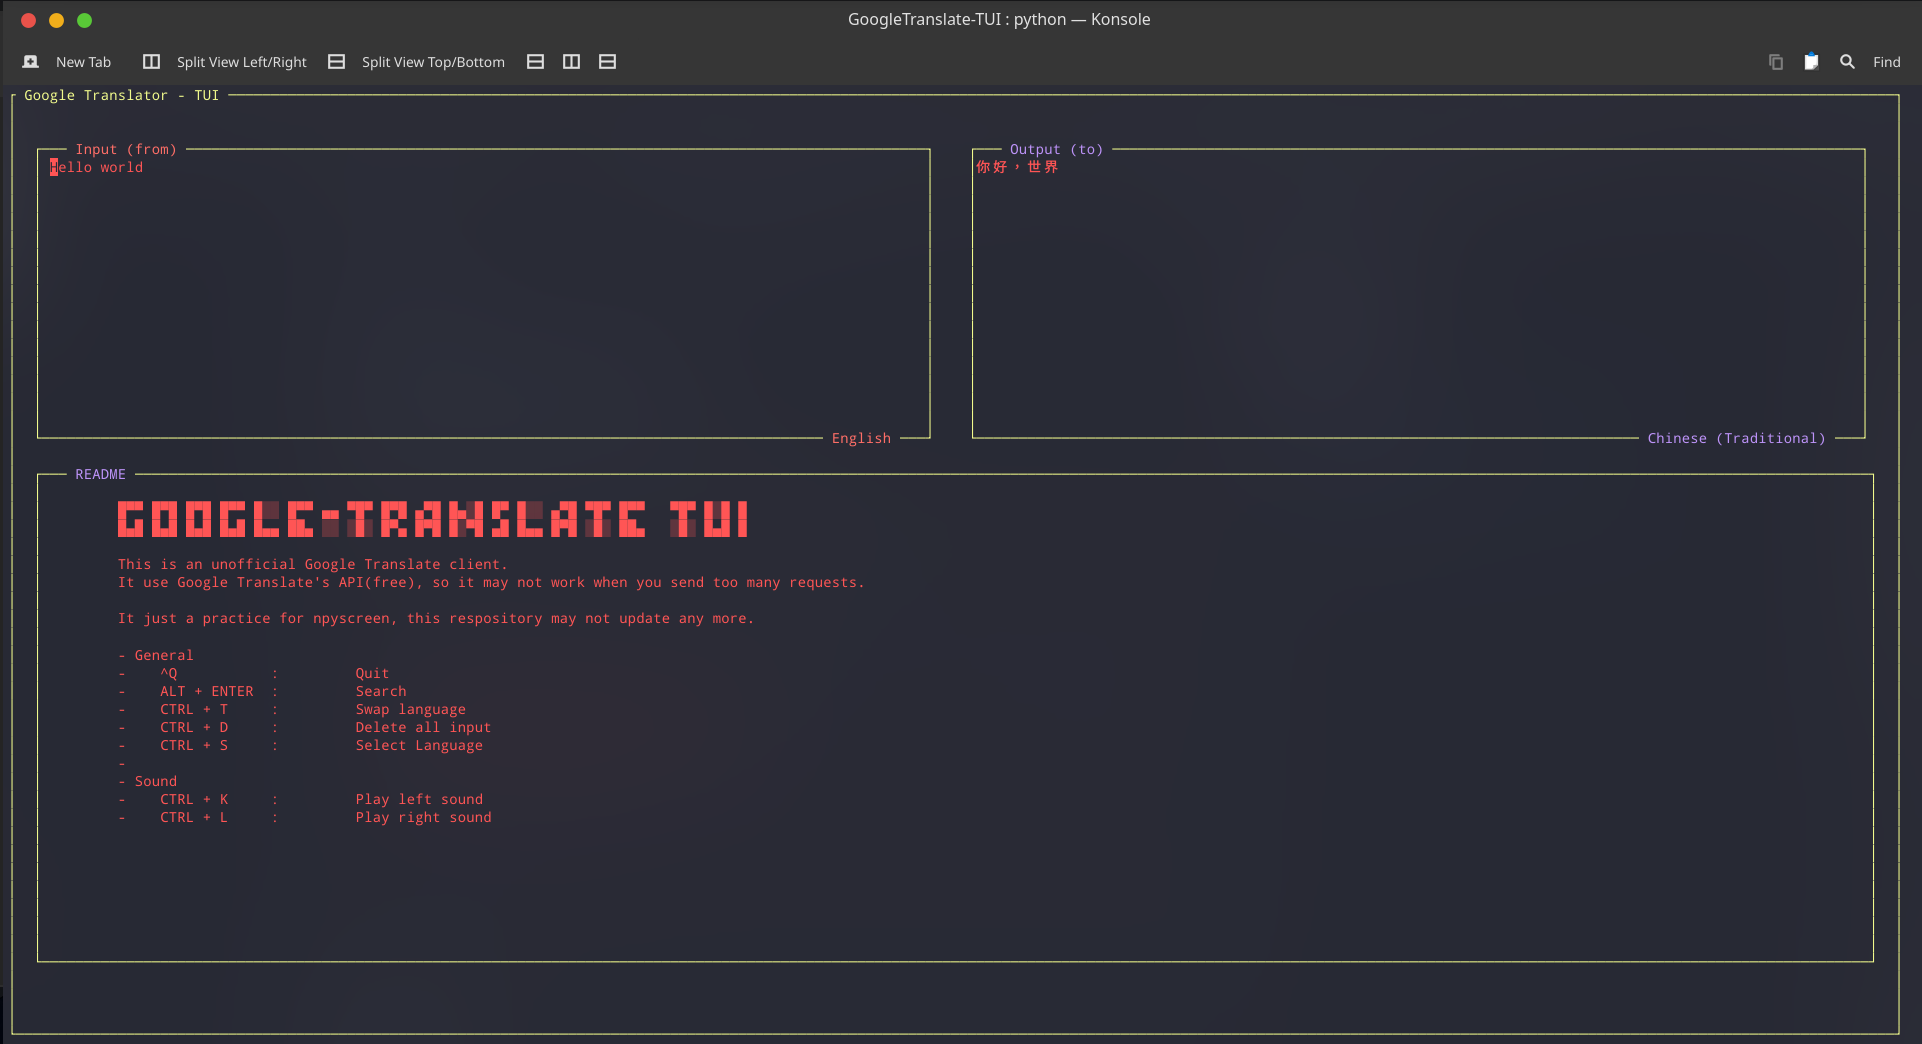 GoogleTranslate-TUI : python — Konsole
New Tab Split View Left/Right Split View Top/Bottom Find
Google Translator - TUI
Input (from)
Hello world
English
Output (to)
你好，世界
Chinese (Traditional)
README
GOOGLE-TRANSLATE TUI
This is an unofficial Google Translate client.
It use Google Translate's API(free), so it may not work when you send too many requests.
It just a practice for npyscreen, this respository may not update any more.
- General
- ^Q : Quit
- ALT + ENTER : Search
- CTRL + T : Swap language
- CTRL + D : Delete all input
- CTRL + S : Select Language
-
- Sound
- CTRL + K : Play left sound
- CTRL + L : Play right sound